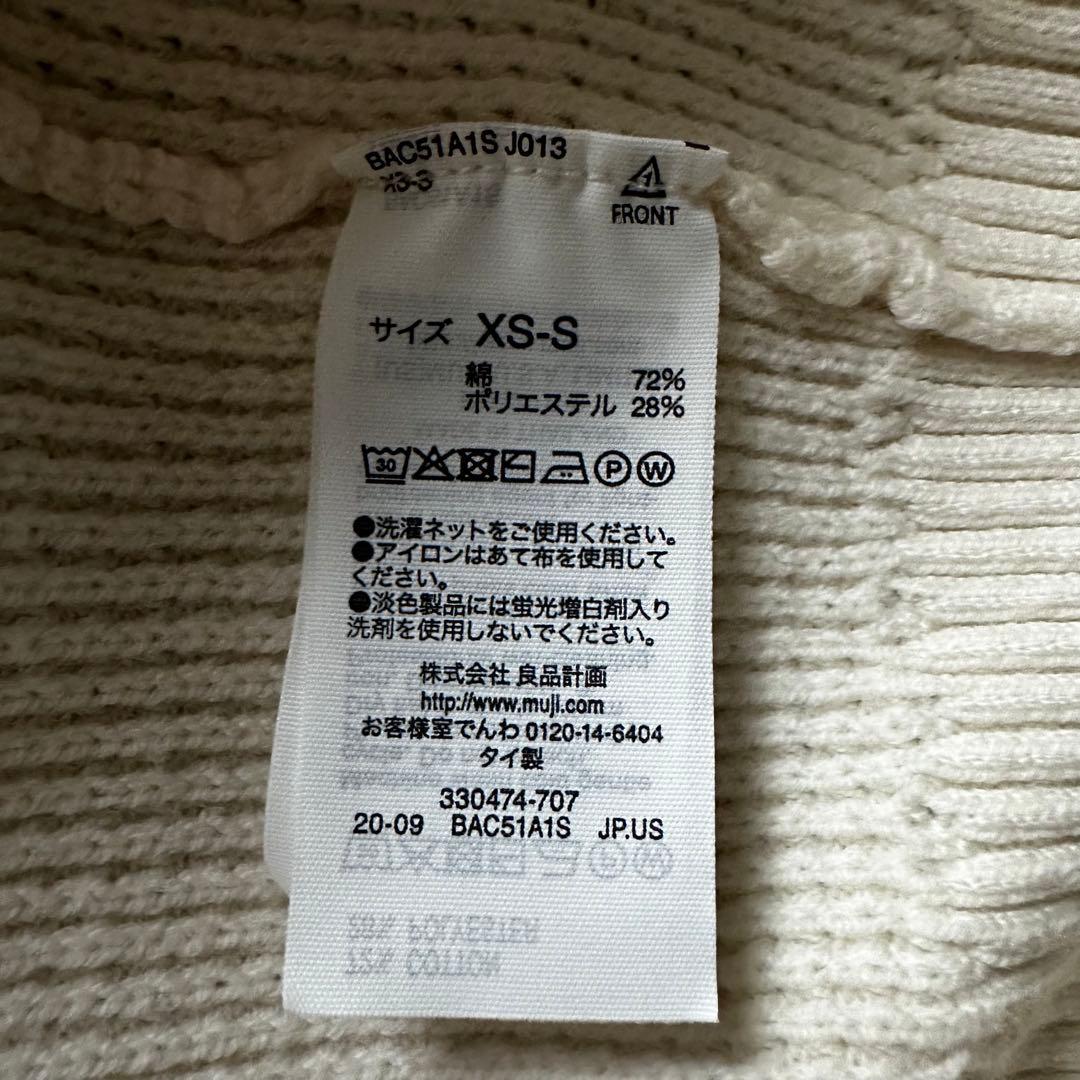 BAC51A1S J013
FRONT
サイズ XS-S
綿 72%
ポリエステル 28%
30 P W
●洗濯ネットをご使用ください。
●アイロンはあて布を使用して
ください。
●淡色製品には蛍光増白剤入り
洗剤を使用しないでください。
株式会社 良品計画
http://www.muji.com
お客様室でんわ 0120-14-6404
タイ製
330474-707
20-09 BAC51A1S JP.US
28% POLYESTER
72% COTTON